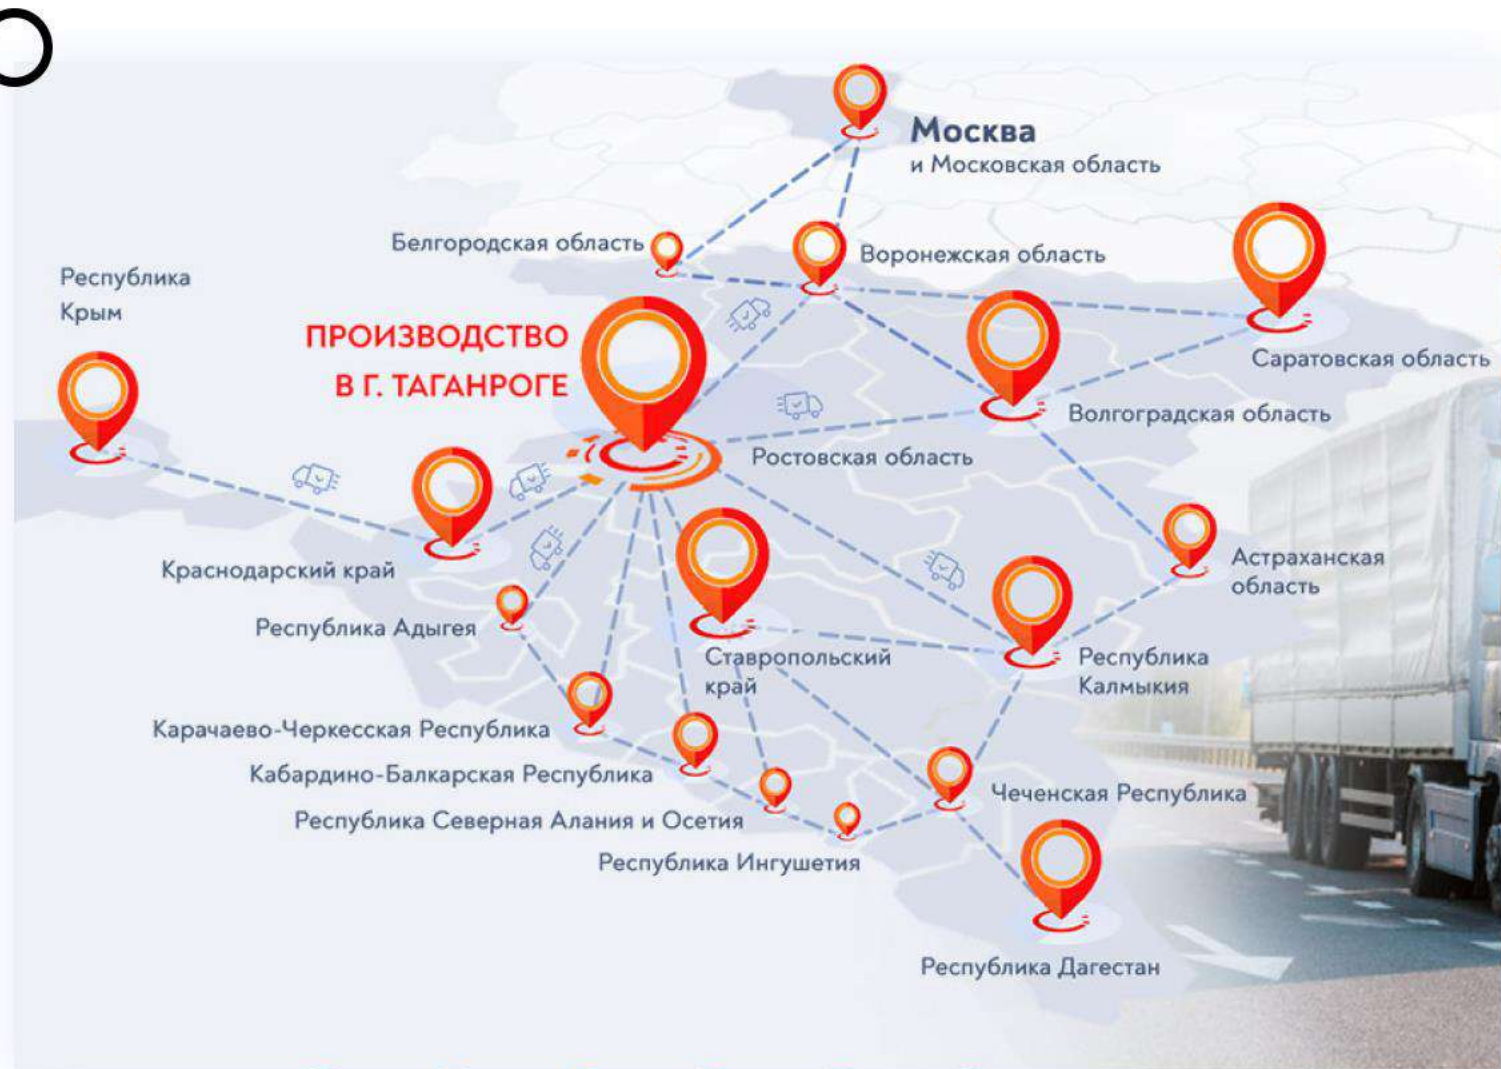 Москва
и Московская область
Белгородская область
Воронежская область
Республика
Крым
ПРОИЗВОДСТВО
В Г. ТАГАНРОГЕ
Саратовская область
Волгоградская область
Ростовская область
Краснодарский край
Астраханская
область
Республика Адыгея
Ставропольский
край
Республика
Калмыкия
Карачаево-Черкесская Республика
Кабардино-Балкарская Республика
Чеченская Республика
Республика Северная Алания и Осетия
Республика Ингушетия
Республика Дагестан